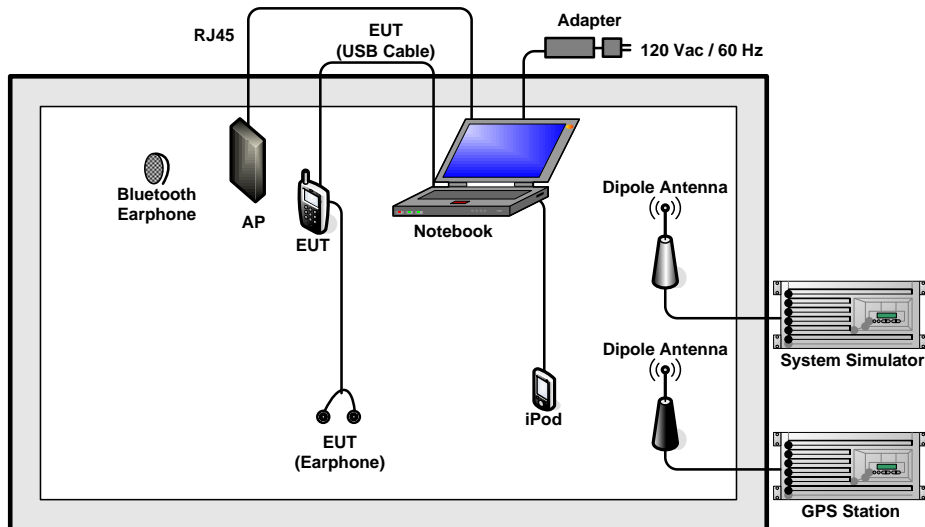 Adapter
RJ45
EUT
(USB Cable)
120 Vac / 60 Hz
Bluetooth
Earphone
AP
EUT
Notebook
Dipole Antenna
System Simulator
Dipole Antenna
iPod
EUT
(Earphone)
GPS Station